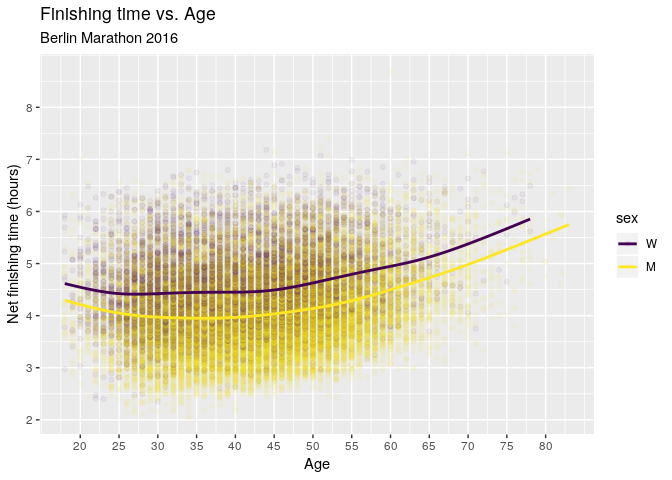 Finishing time vs. Age
Berlin Marathon 2016
Net finishing time (hours)
8
7
6
5
4
3
2
20 25 30 35 40 45 50 55 60 65 70 75 80
Age
sex
W
M